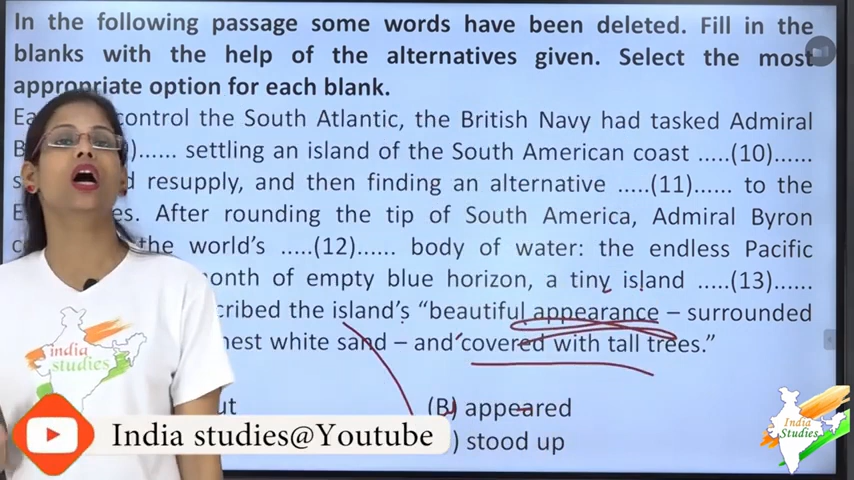 In the following passage some words have been deleted. Fill in the
blanks with the help of the alternatives given. Select the most
appropriate option for each blank.
control the South Atlantic, the British Navy had tasked Admiral
)...... settling an island of the South American coast .....(10)......
resupply, and then finding an alternative .....(11)...... to the
es. After rounding the tip of South America, Admiral Byron
the world's .....(12)...... body of water: the endless Pacific
onth of empty blue horizon, a tiny island .....(13)......
cribed the island's "beautiful appearance – surrounded
nest white sand – and covered with tall trees."
ut
(B) appeared
) stood up
India studies@Youtube
india
studies
India
Studies